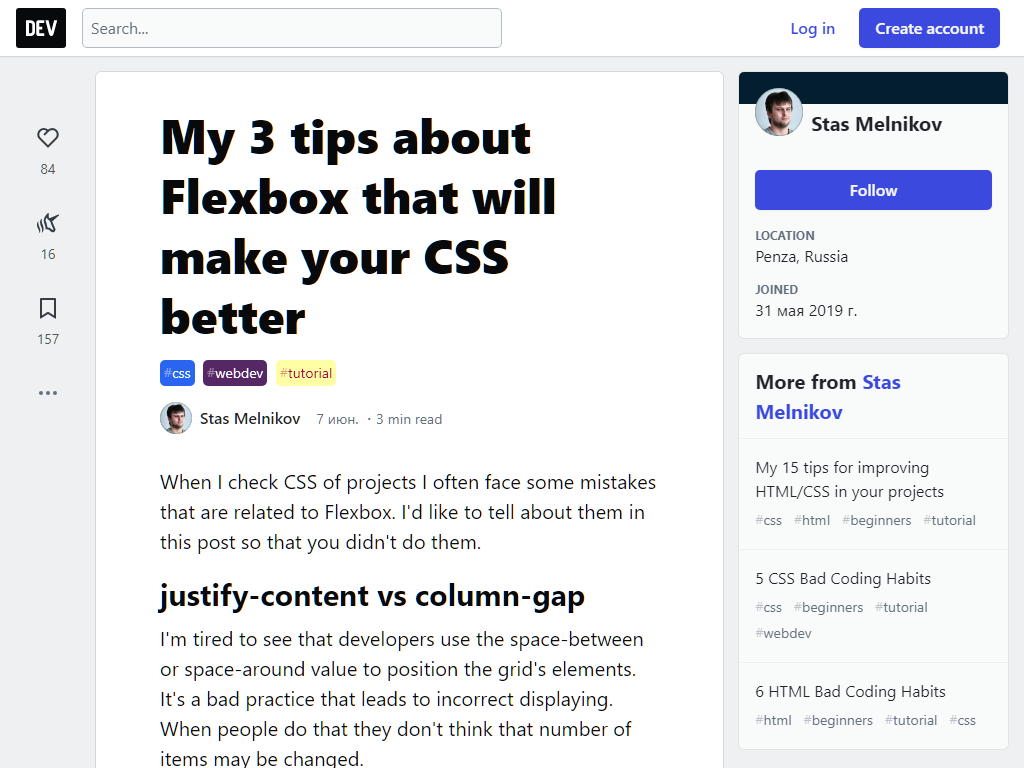 DEV
Search...
Log in
Create account
84
16
157
My 3 tips about
Flexbox that will
make your CSS
better
#css #webdev #tutorial
Stas Melnikov 7 июн. · 3 min read
When I check CSS of projects I often face some mistakes
that are related to Flexbox. I'd like to tell about them in
this post so that you didn't do them.
justify-content vs column-gap
I'm tired to see that developers use the space-between
or space-around value to position the grid's elements.
It's a bad practice that leads to incorrect displaying.
When people do that they don't think that number of
items may be changed.
Stas Melnikov
Follow
LOCATION
Penza, Russia
JOINED
31 мая 2019 г.
More from Stas
Melnikov
My 15 tips for improving
HTML/CSS in your projects
#css #html #beginners #tutorial
5 CSS Bad Coding Habits
#css #beginners #tutorial
#webdev
6 HTML Bad Coding Habits
#html #beginners #tutorial #css